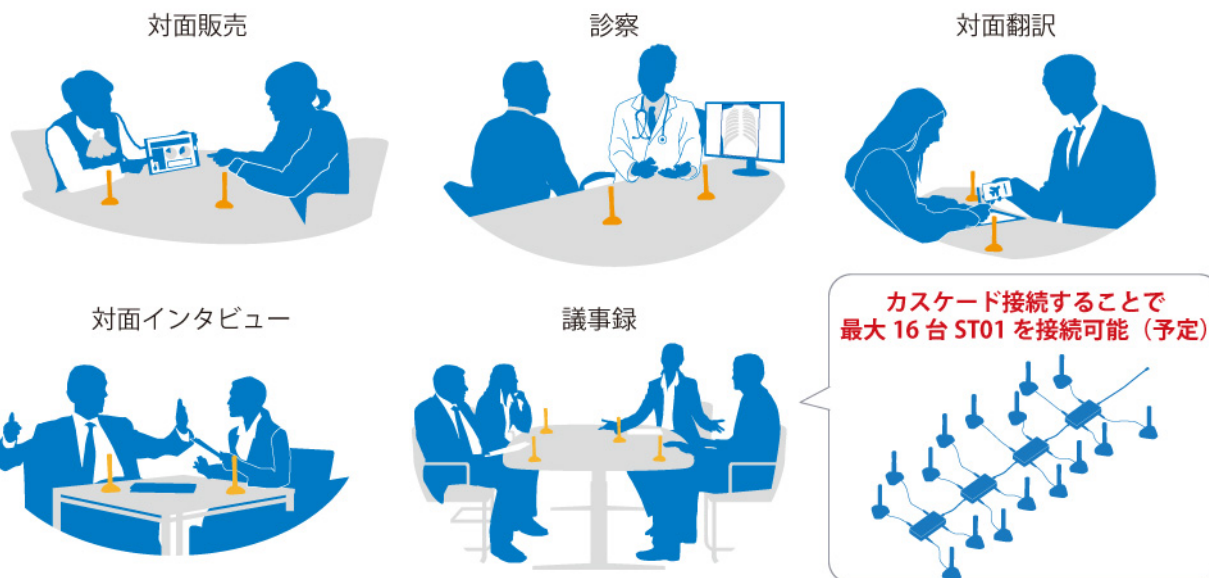 対面販売
診察
対面翻訳
対面インタビュー
議事録
カスケード接続することで
最大 16 台 ST01 を接続可能（予定）